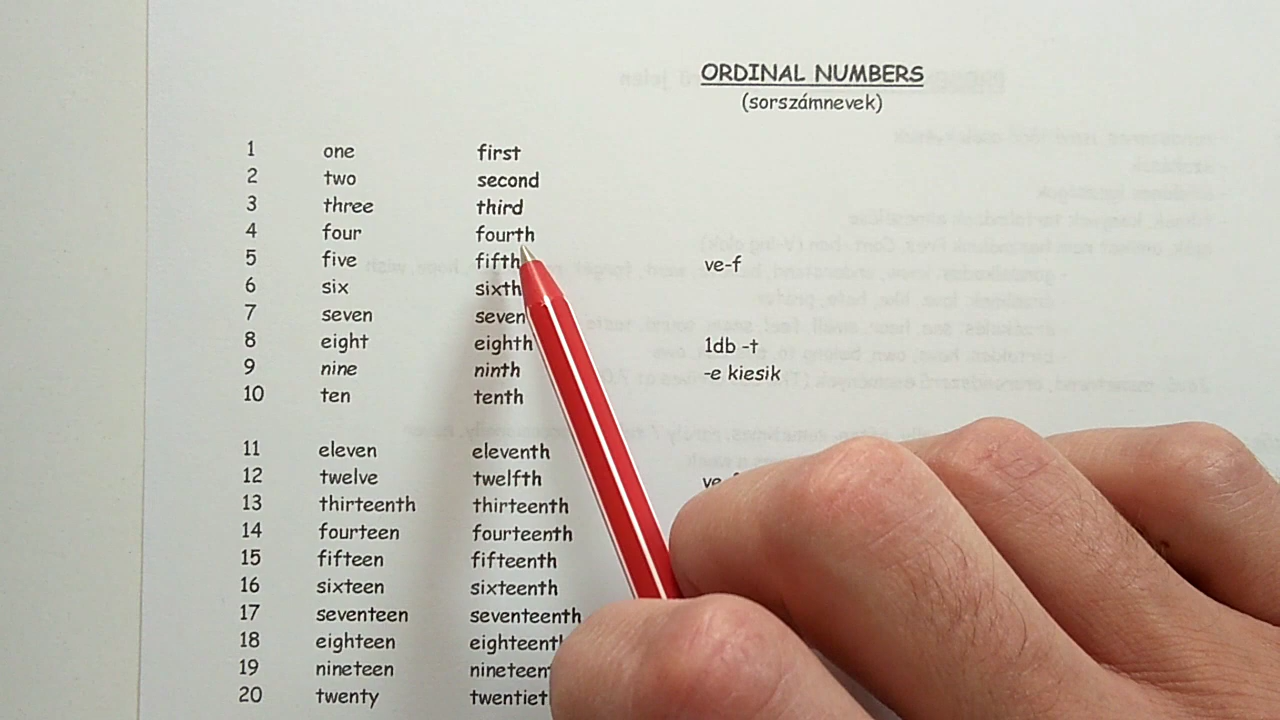 ORDINAL NUMBERS
(sorszámnevek)
1 one first
2 two second
3 three third
4 four fourth
5 five fifth ve-f
6 six sixth
7 seven seven
8 eight eighth 1db -t
9 nine ninth -e kiesik
10 ten tenth
11 eleven eleventh
12 twelve twelfth
13 thirteenth thirteenth
14 fourteen fourteenth
15 fifteen fifteenth
16 sixteen sixteenth
17 seventeen seventeenth
18 eighteen eighteenth
19 nineteen
20 twenty